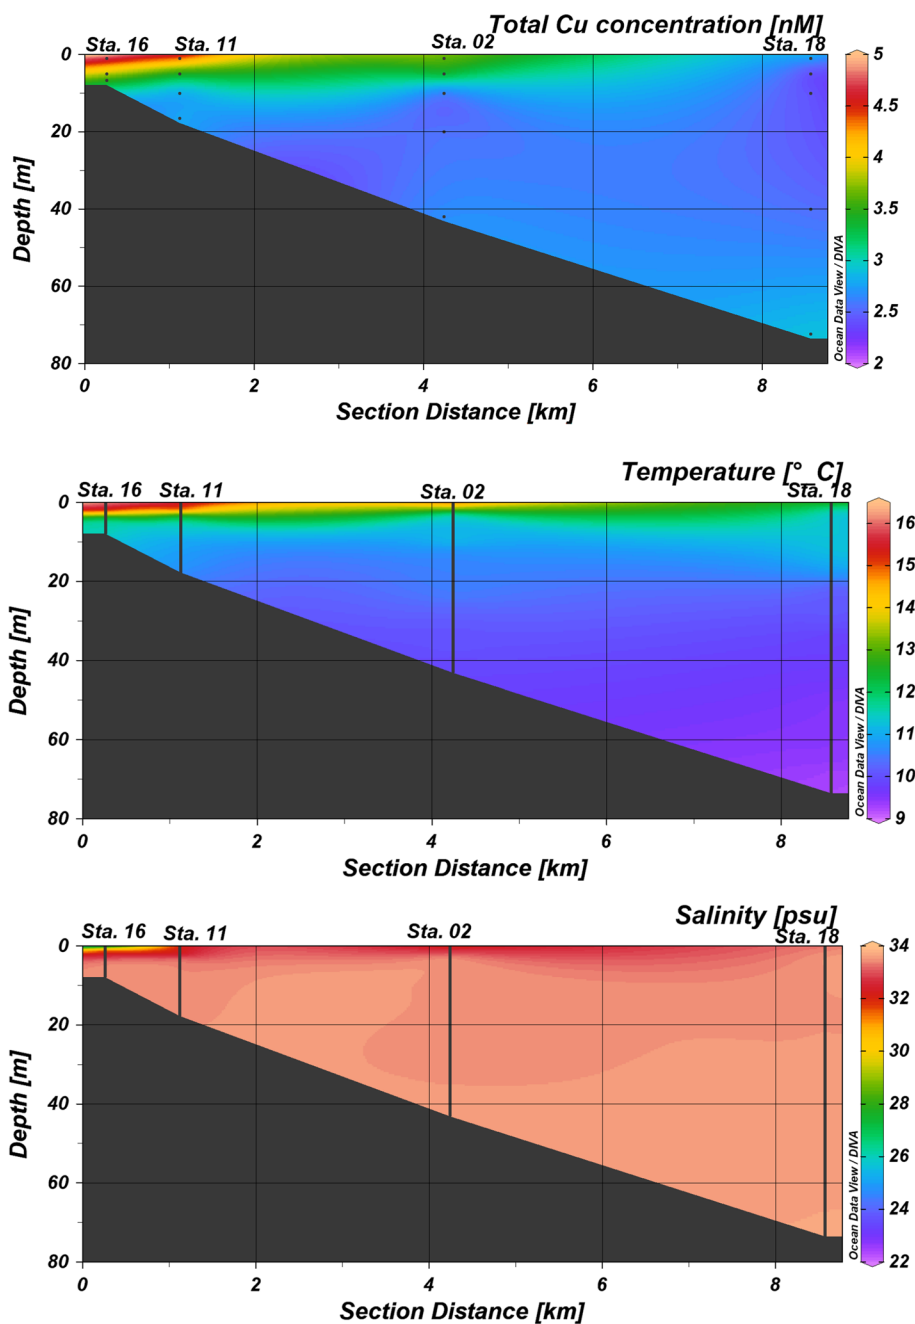 Total Cu concentration [nM]
Sta. 16 Sta. 11 Sta. 02 Sta. 18
0
20
40
60
80
Depth [m]
0 2 4 6 8
Section Distance [km]
5
4.5
4
3.5
3
2.5
2
Ocean Data View / DIVA
Temperature [°_C]
Sta. 16 Sta. 11 Sta. 02 Sta. 18
0
20
40
60
80
Depth [m]
0 2 4 6 8
Section Distance [km]
16
15
14
13
12
11
10
9
Ocean Data View / DIVA
Salinity [psu]
Sta. 16 Sta. 11 Sta. 02 Sta. 18
0
20
40
60
80
Depth [m]
0 2 4 6 8
Section Distance [km]
34
32
30
28
26
24
22
Ocean Data View / DIVA